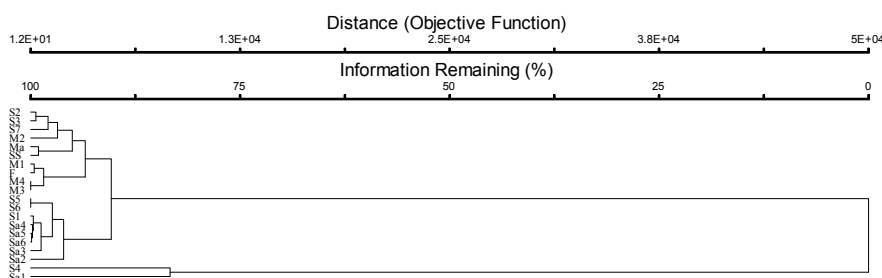 Distance (Objective Function)
1.2E+01 1.3E+04 2.5E+04 3.8E+04 5E+04
Information Remaining (%)
100 75 50 25 0
S2
S3
S7
M2
Ma
SS
M1
F
M4
M3
S5
S6
S1
Sa4
Sa5
Sa6
Sa3
Sa2
S4
Sa1